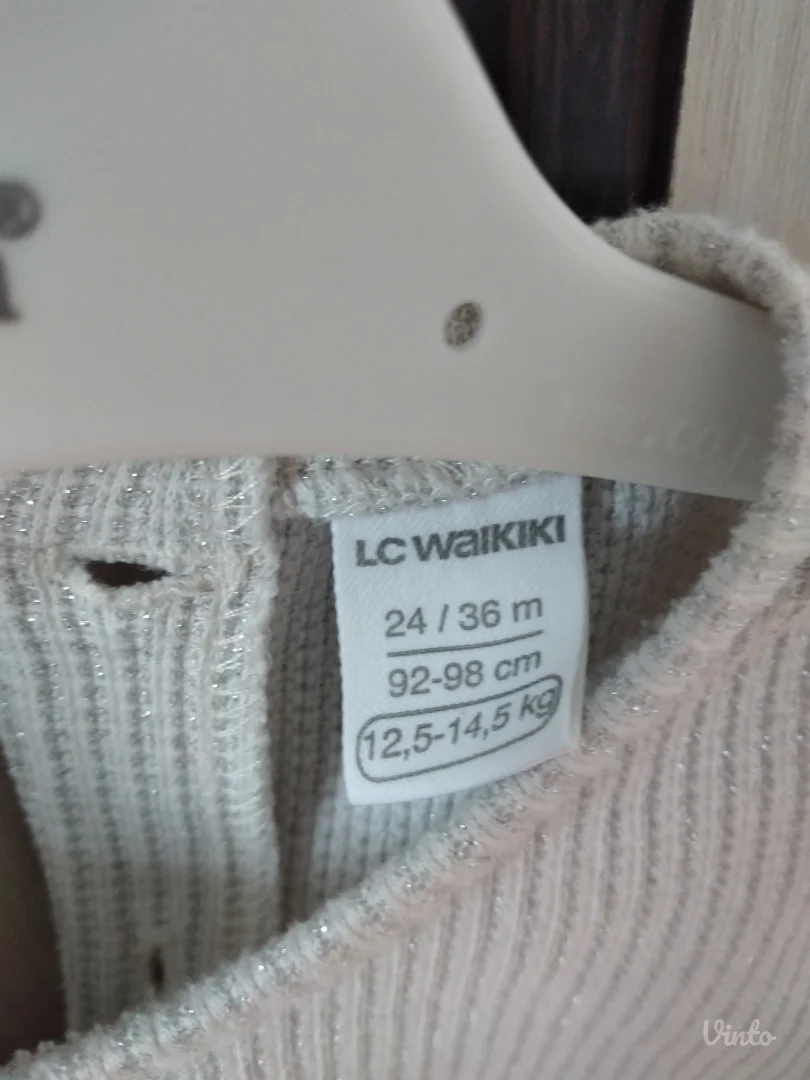 LC WAIKIKI
24 / 36 m
92-98 cm
12,5-14,5 kg
Vinto